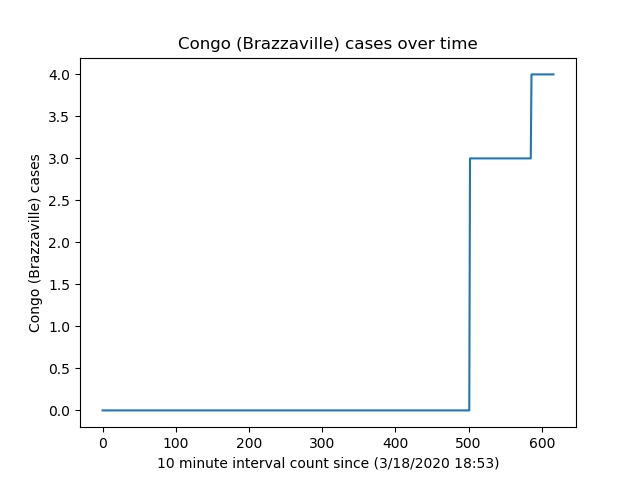 Congo (Brazzaville) cases over time
Congo (Brazzaville) cases
4.0
3.5
3.0
2.5
2.0
1.5
1.0
0.5
0.0
0 100 200 300 400 500 600
10 minute interval count since (3/18/2020 18:53)